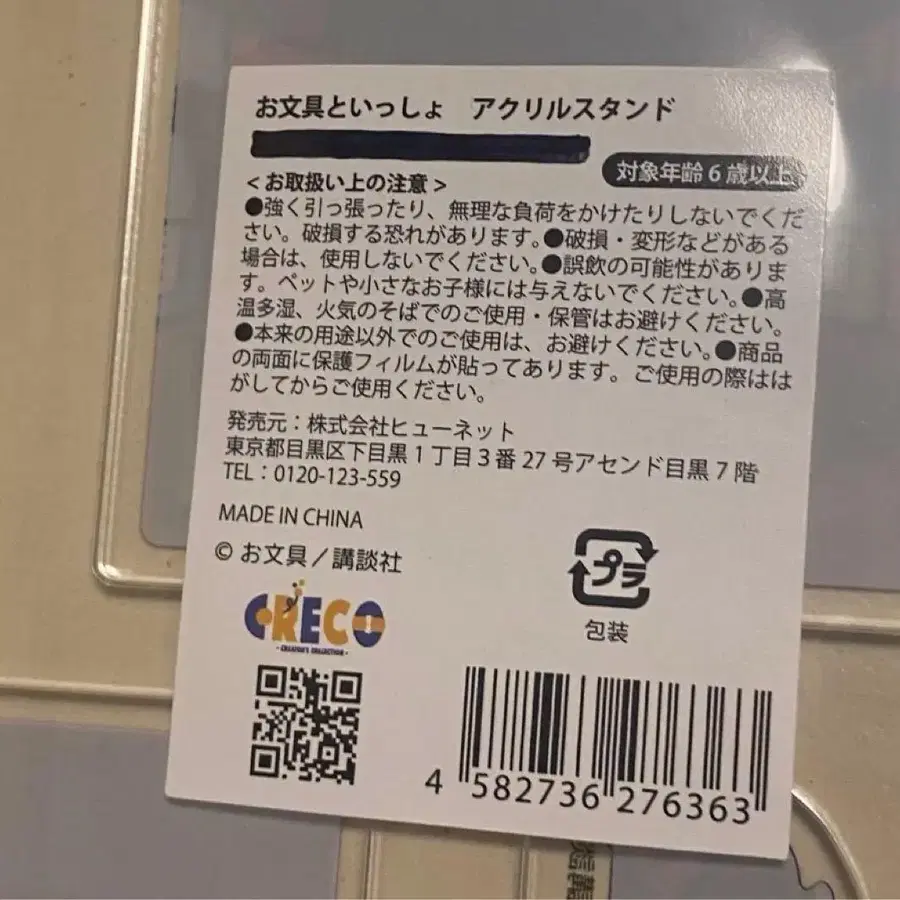 お文具といっしょ　アクリルスタンド
対象年齢6歳以上
<お取扱い上の注意>
●強く引っ張ったり、無理な負荷をかけたりしないでくだ
さい。破損する恐れがあります。●破損・変形などがある
場合は、使用しないでください。●誤飲の可能性がありま
す。ペットや小さなお子様には与えないでください。●高
温多湿、火気のそばでのご使用・保管はお避けください。
●本来の用途以外でのご使用は、お避けください。●商品
の両面に保護フィルムが貼ってあります。ご使用の際はは
がしてからご使用ください。
発売元：株式会社ヒューネット
東京都目黒区下目黒1丁目3番27号アセンド目黒7階
TEL：0120-123-559
MADE IN CHINA
© お文具／講談社
プラ
包装
CRECO
- CREATOR'S COLLECTION -
4 582736 276363